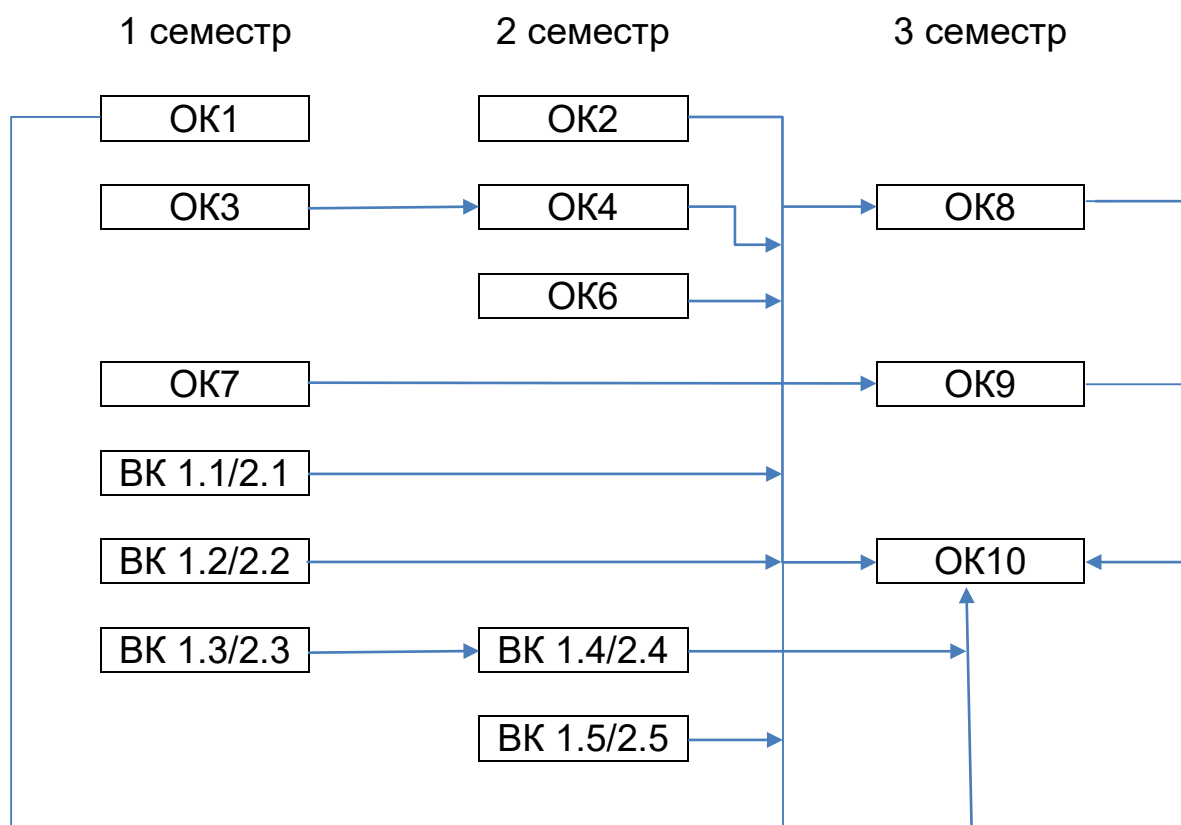 1 семестр 2 семестр 3 семестр
ОК1 ОК2
ОК3 ОК4 ОК8
ОК6
ОК7 ОК9
ВК 1.1/2.1
ВК 1.2/2.2 ОК10
ВК 1.3/2.3 ВК 1.4/2.4
ВК 1.5/2.5